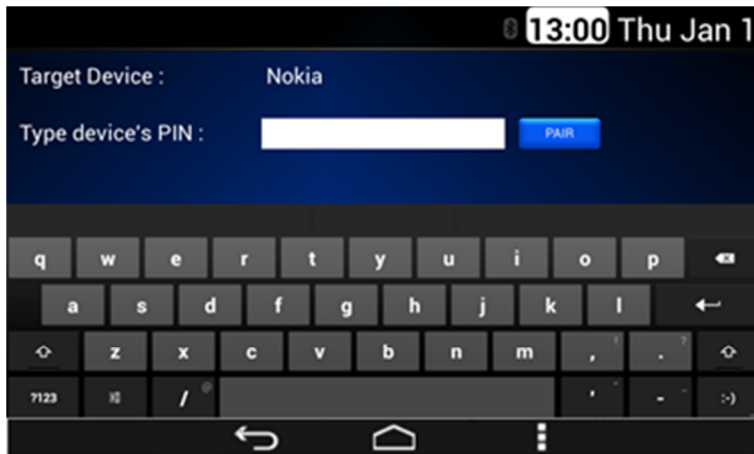 13:00 Thu Jan 1
Target Device : Nokia
Type device's PIN : PAIR
q w e r t y u i o p
a s d f g h j k l
z x c v b n m , ! . ?
?123 / @ ' - :-)